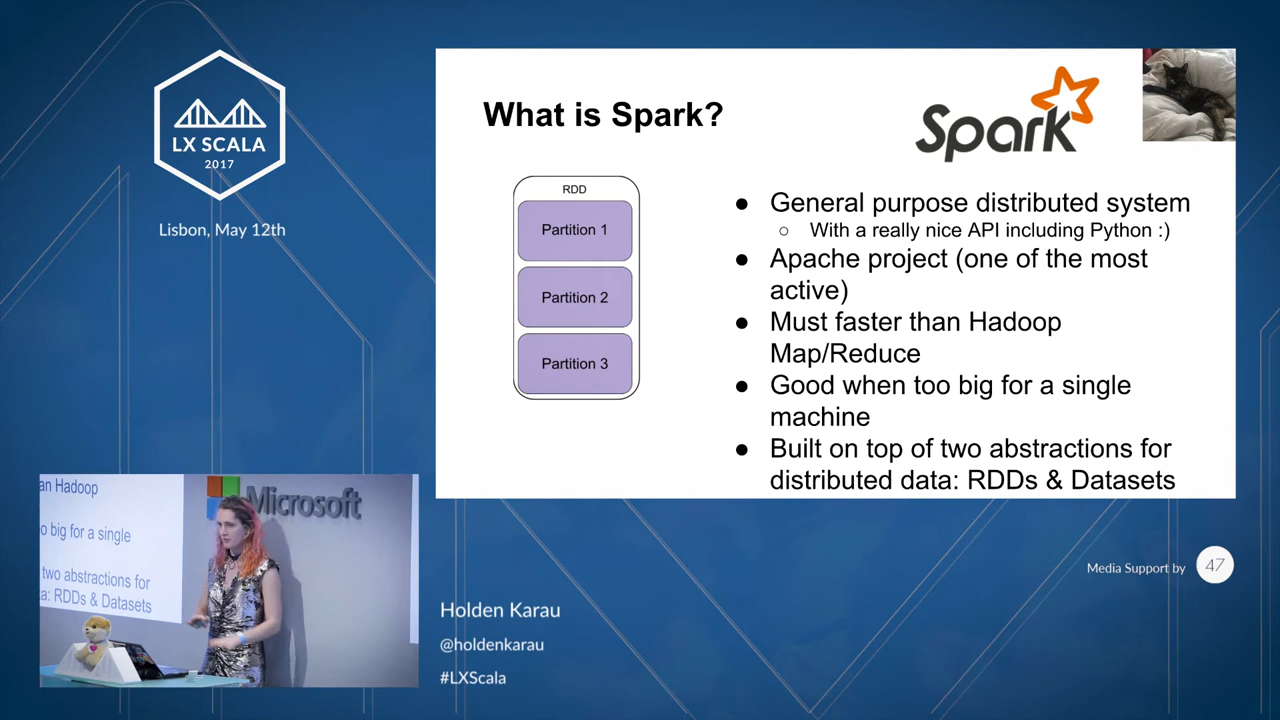 LX SCALA
2017
Lisbon, May 12th
What is Spark?
Spark
RDD
Partition 1
Partition 2
Partition 3
● General purpose distributed system
○ With a really nice API including Python :)
● Apache project (one of the most
active)
● Must faster than Hadoop
Map/Reduce
● Good when too big for a single
machine
● Built on top of two abstractions for
distributed data: RDDs & Datasets
an Hadoop
o big for a single
two abstractions for
a: RDDs & Datasets
Microsoft
Media Support by
47
Holden Karau
@holdenkarau
#LXScala